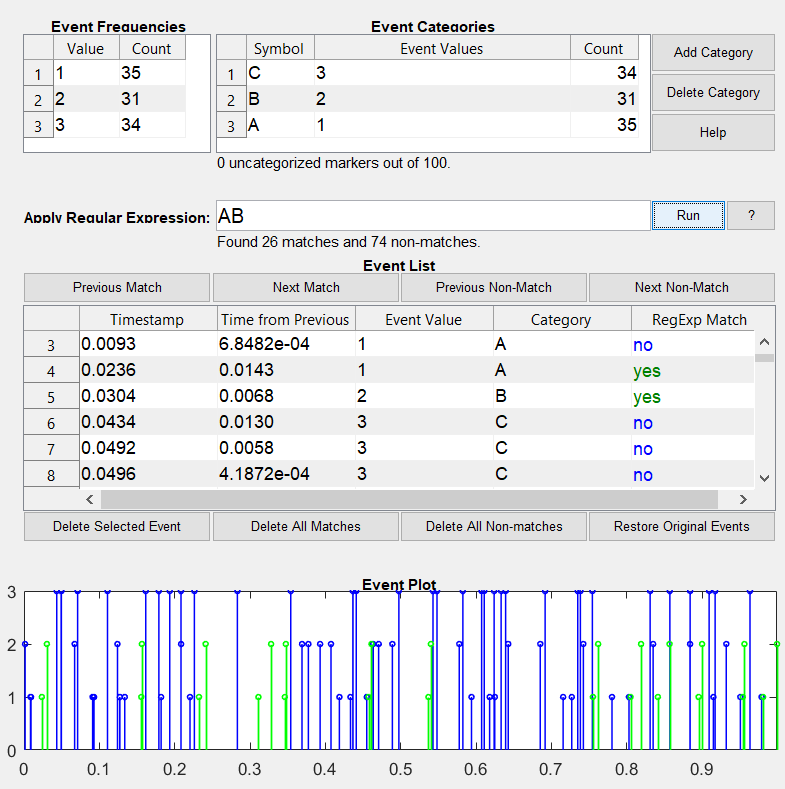 Event Frequencies
Event Categories
Value Count
Symbol Event Values Count
1 1 35
2 2 31
3 3 34
1 C 3 34
2 B 2 31
3 A 1 35
Add Category
Delete Category
Help
0 uncategorized markers out of 100.
Apply Regular Expression: AB Run ?
Found 26 matches and 74 non-matches.
Event List
Previous Match Next Match Previous Non-Match Next Non-Match
Timestamp Time from Previous Event Value Category RegExp Match
3 0.0093 6.8482e-04 1 A no
4 0.0236 0.0143 1 A yes
5 0.0304 0.0068 2 B yes
6 0.0434 0.0130 3 C no
7 0.0492 0.0058 3 C no
8 0.0496 4.1872e-04 3 C no
Delete Selected Event Delete All Matches Delete All Non-matches Restore Original Events
Event Plot
3
2
1
0
0 0.1 0.2 0.3 0.4 0.5 0.6 0.7 0.8 0.9